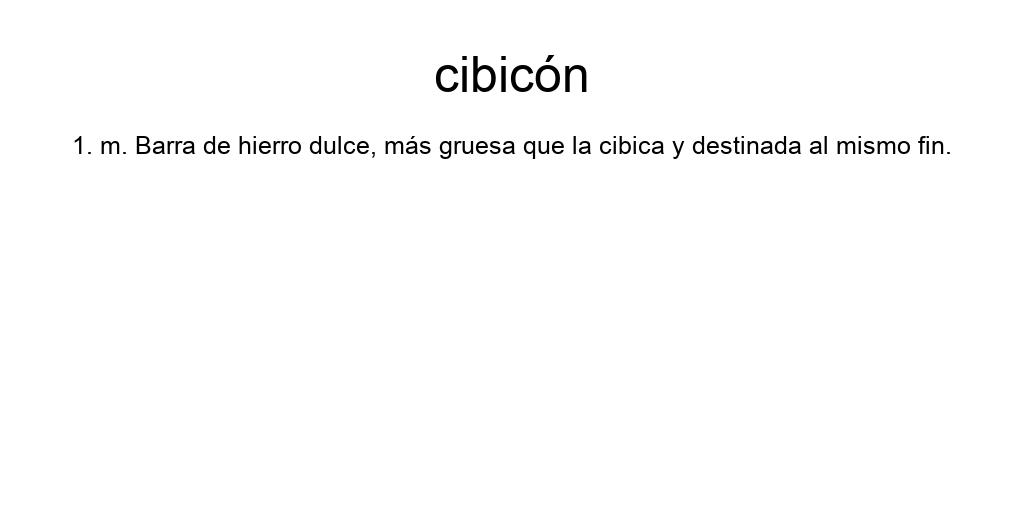 cibicón
1. m. Barra de hierro dulce, más gruesa que la cibica y destinada al mismo fin.